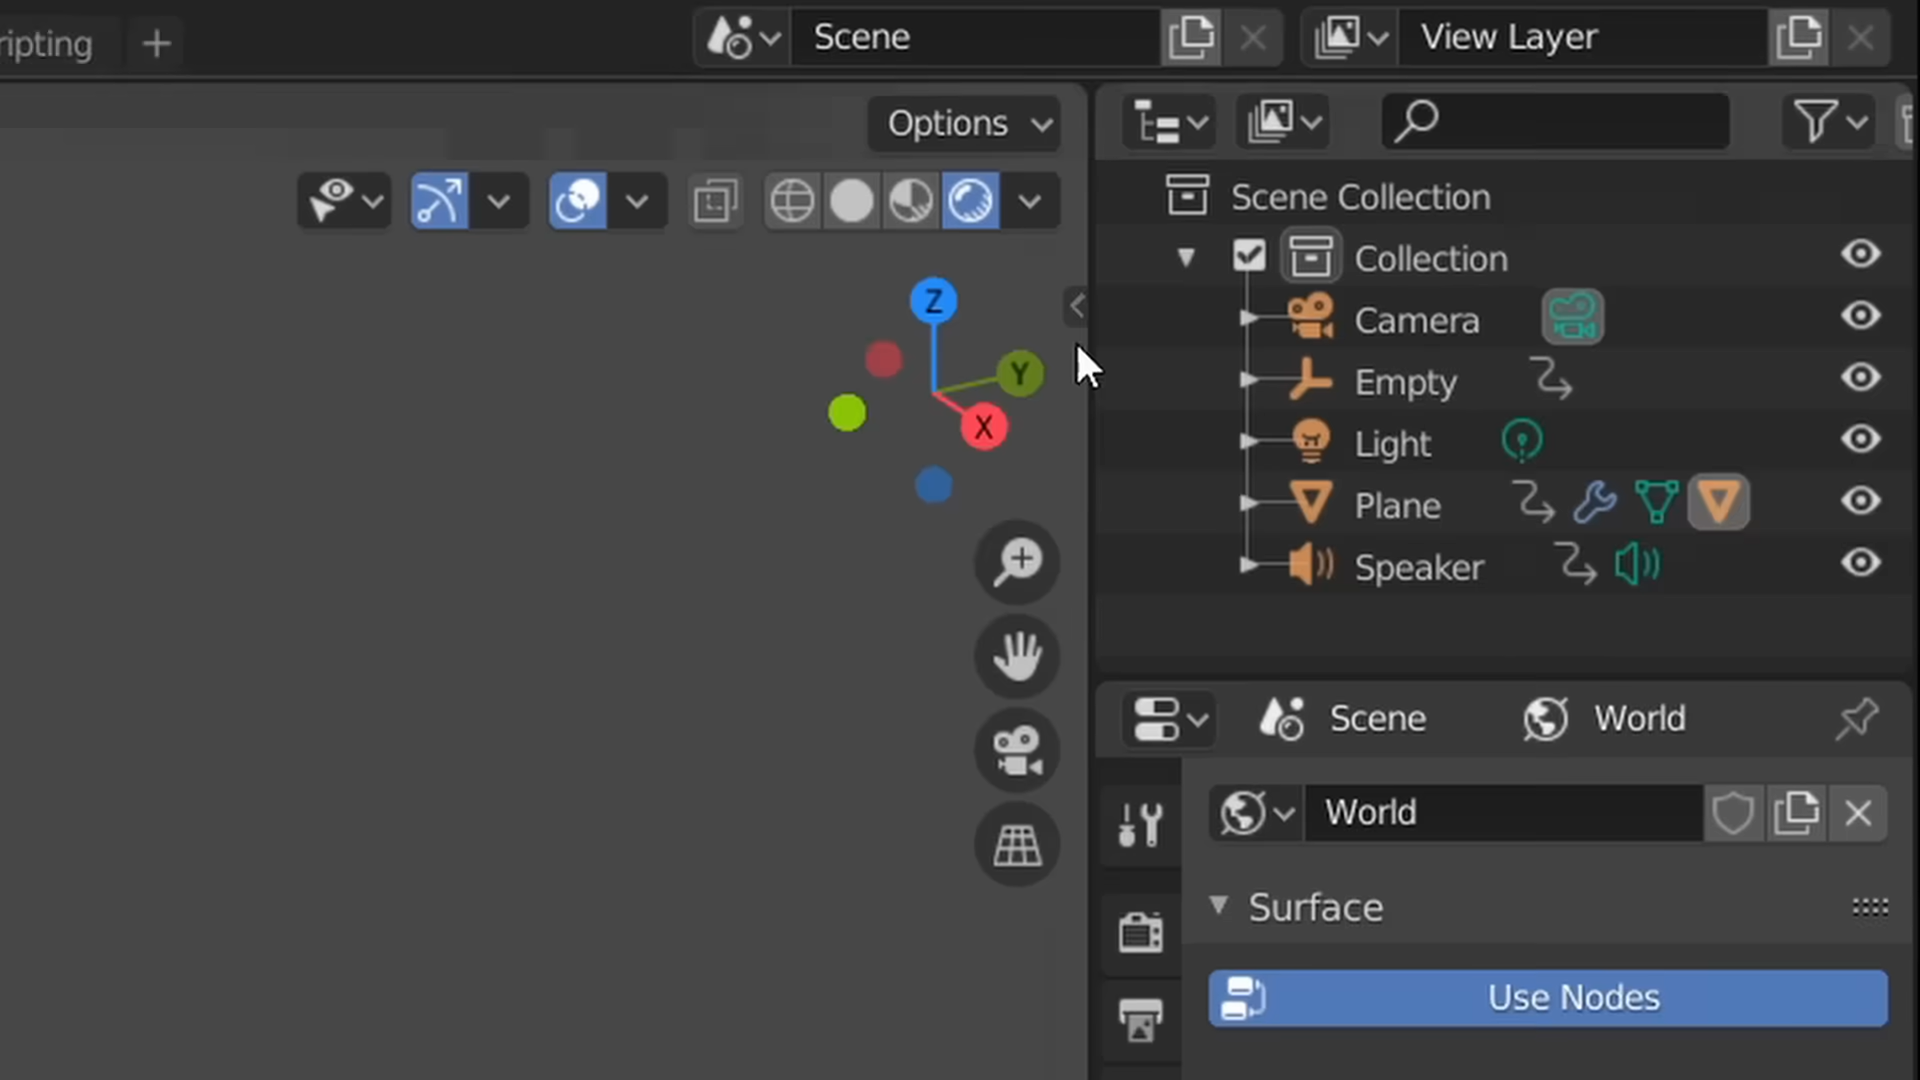 ripting +
Scene
View Layer
Options
Scene Collection
Collection
Camera
Empty
Light
Plane
Speaker
Z
Y
X
Scene
World
World
Surface
Use Nodes